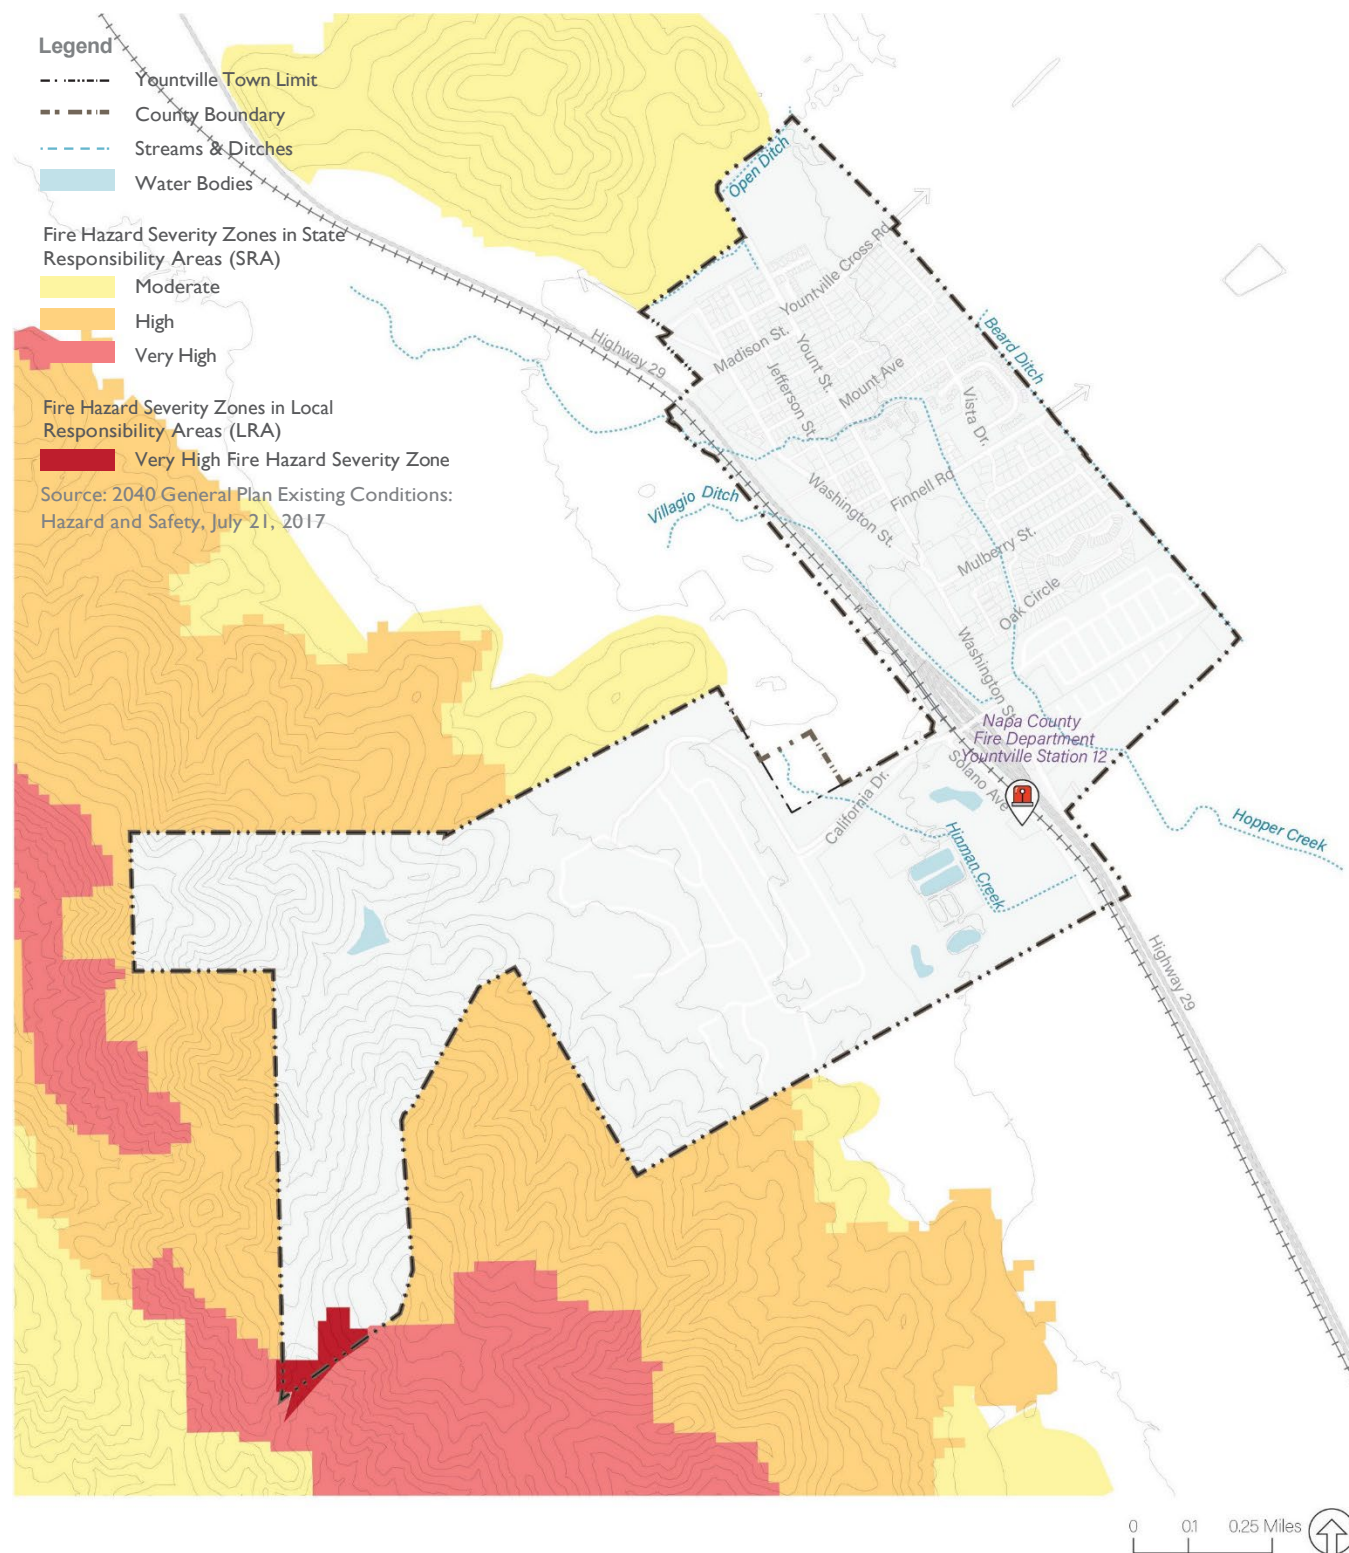 Legend
Yountville Town Limit
County Boundary
Streams & Ditches
Water Bodies
Fire Hazard Severity Zones in State
Responsibility Areas (SRA)
Moderate
High
Very High
Fire Hazard Severity Zones in Local
Responsibility Areas (LRA)
Very High Fire Hazard Severity Zone
Source: 2040 General Plan Existing Conditions:
Hazard and Safety, July 21, 2017
Open Ditch
Yountville Cross Rd
Madison St.
Highway 29
Yount St.
Jefferson St.
Mount Ave
Beard Ditch
Vista Dr.
Finnell Rd
Washington St.
Villagio Ditch
Mulberry St.
Oak Circle
Washington St.
Napa County
Fire Department
Yountville Station 12
Solano Ave
California Dr.
Hinman Creek
Hopper Creek
Highway 29
0 0.1 0.25 Miles